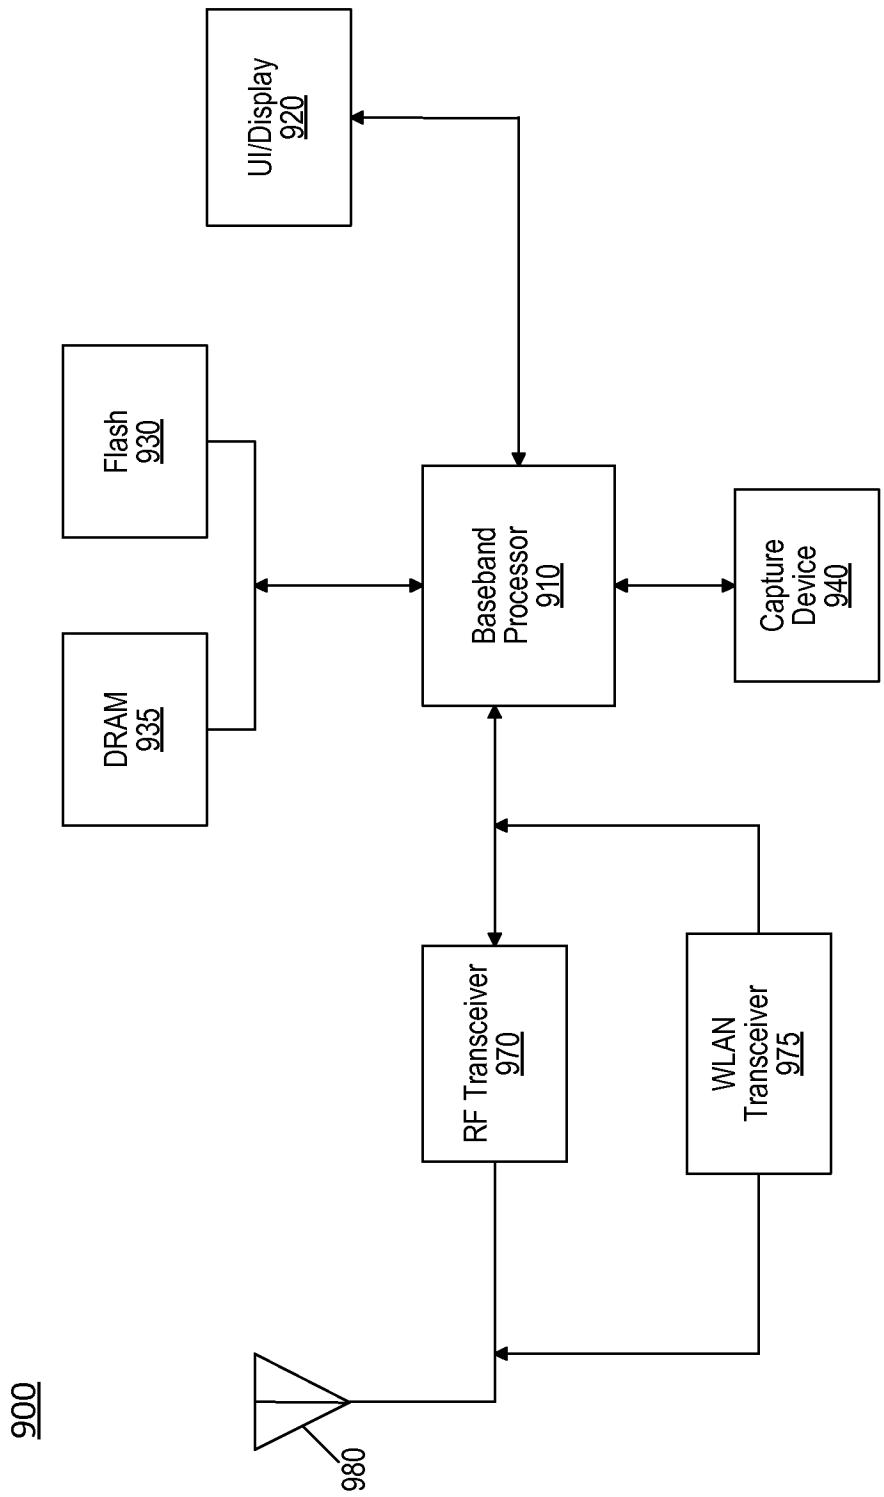 900
980
RF Transceiver
970
WLAN
Transceiver
975
DRAM
935
Flash
930
Baseband
Processor
910
Capture
Device
940
UI/Display
920